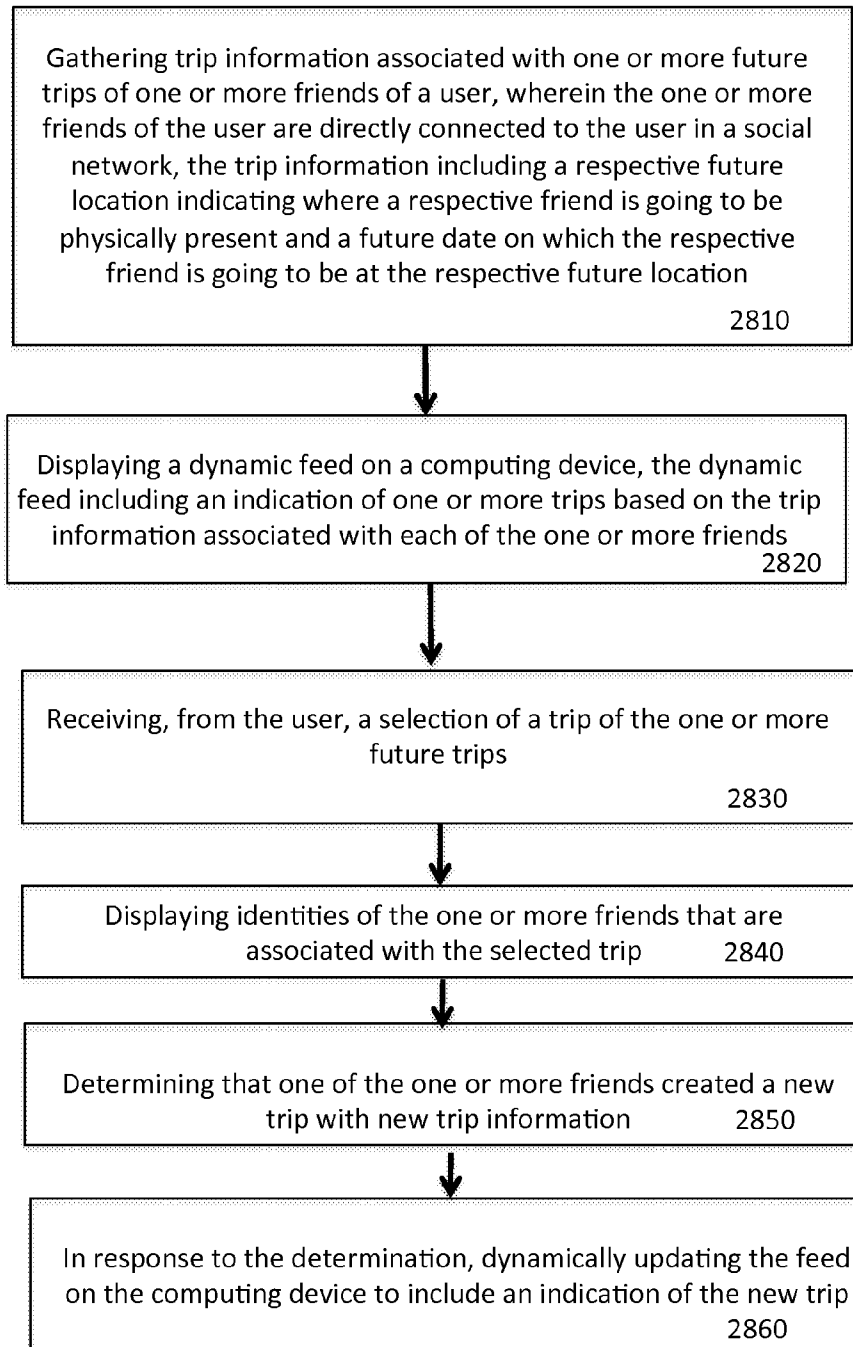 Gathering trip information associated with one or more future
trips of one or more friends of a user, wherein the one or more
friends of the user are directly connected to the user in a social
network, the trip information including a respective future
location indicating where a respective friend is going to be
physically present and a future date on which the respective
friend is going to be at the respective future location
2810
Displaying a dynamic feed on a computing device, the dynamic
feed including an indication of one or more trips based on the trip
information associated with each of the one or more friends
2820
Receiving, from the user, a selection of a trip of the one or more
future trips
2830
Displaying identities of the one or more friends that are
associated with the selected trip 2840
Determining that one of the one or more friends created a new
trip with new trip information 2850
In response to the determination, dynamically updating the feed
on the computing device to include an indication of the new trip
2860